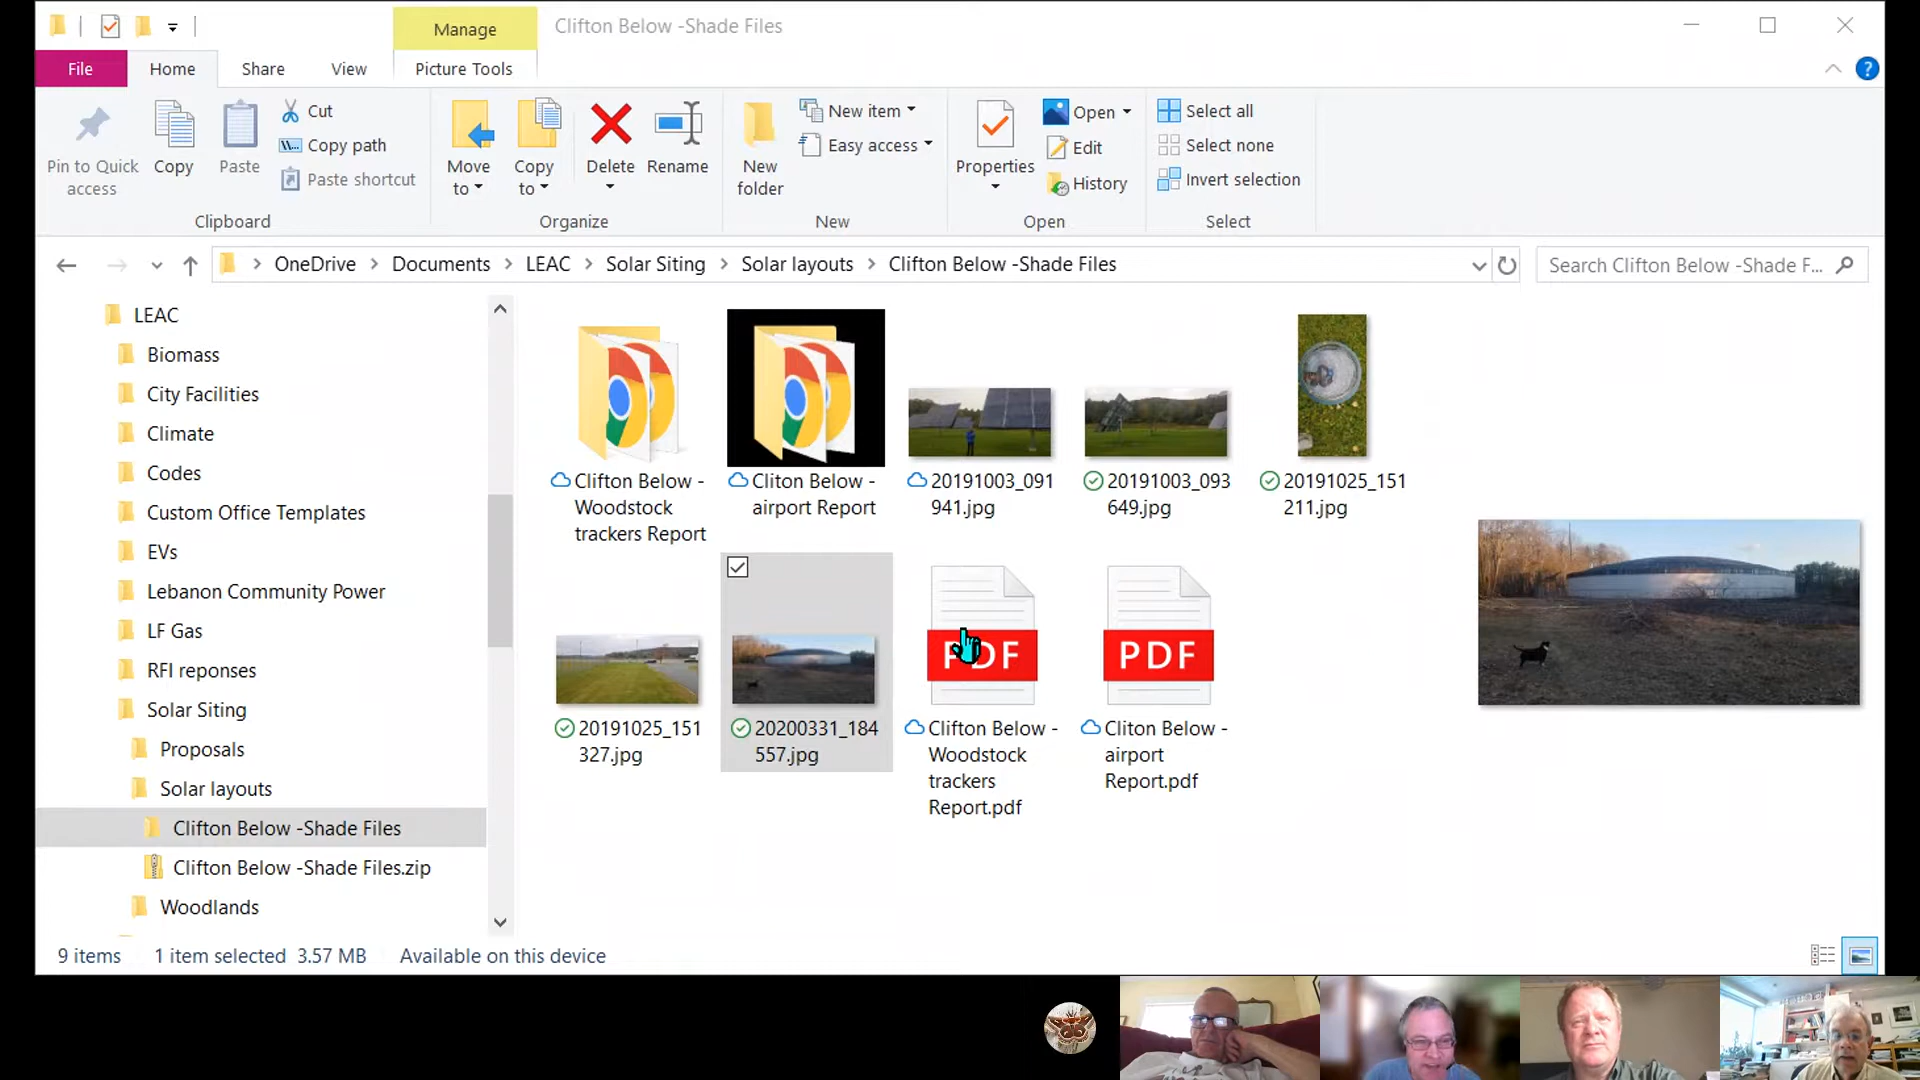 Manage
Clifton Below -Shade Files
File
Home
Share
View
Picture Tools
Pin to Quick access
Copy
Paste
Cut
Copy path
Paste shortcut
Clipboard
Move to
Copy to
Delete
Rename
Organize
New folder
New item
Easy access
New
Properties
Open
Edit
History
Open
Select all
Select none
Invert selection
Select
OneDrive
Documents
LEAC
Solar Siting
Solar layouts
Clifton Below -Shade Files
Search Clifton Below -Shade F...
LEAC
Biomass
City Facilities
Climate
Codes
Custom Office Templates
EVs
Lebanon Community Power
LF Gas
RFI reponses
Solar Siting
Proposals
Solar layouts
Clifton Below -Shade Files
Clifton Below -Shade Files.zip
Woodlands
Clifton Below -
Woodstock
trackers Report
Cliton Below -
airport Report
20191003_091
941.jpg
20191003_093
649.jpg
20191025_151
211.jpg
20191025_151
327.jpg
20200331_184
557.jpg
PDF
Clifton Below -
Woodstock
trackers
Report.pdf
PDF
Cliton Below -
airport
Report.pdf
9 items
1 item selected 3.57 MB
Available on this device